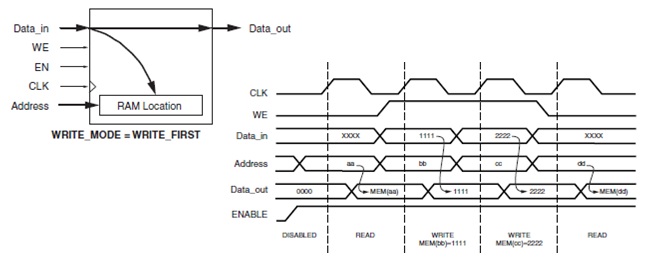 Data_in
Data_out
WE
EN
CLK
Address
RAM Location
WRITE_MODE = WRITE_FIRST
CLK
WE
Data_in XXXX 1111 2222 XXXX
Address aa bb cc dd
Data_out 0000 MEM(aa) 1111 2222 MEM(dd)
ENABLE
DISABLED READ WRITE WRITE READ
MEM(bb)=1111 MEM(cc)=2222